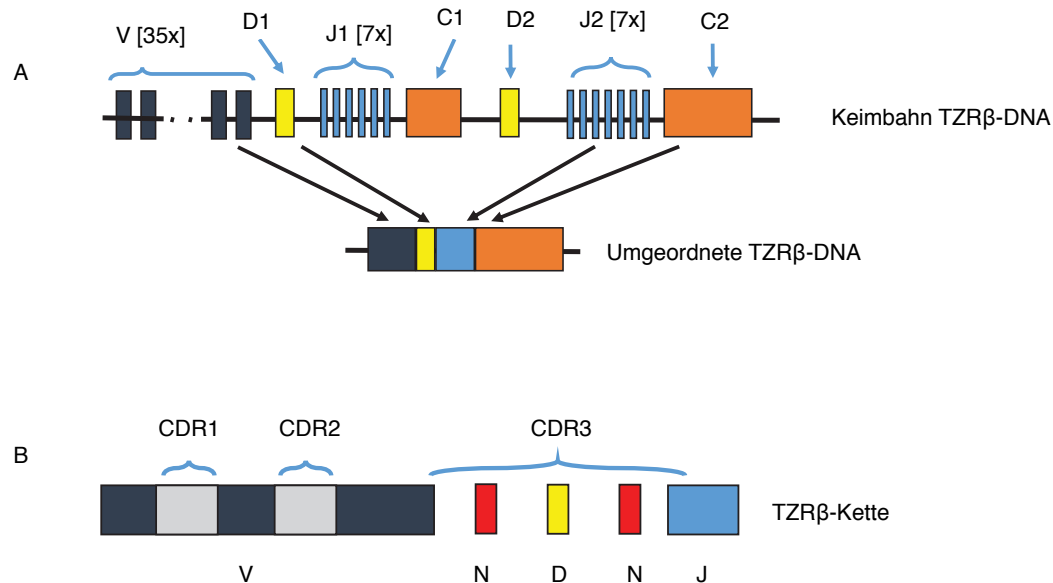 A
V [35x]
D1
J1 [7x]
C1
D2
J2 [7x]
C2
Keimbahn TZRβ-DNA
Umgeordnete TZRβ-DNA
B
CDR1
CDR2
CDR3
TZRβ-Kette
V
N
D
N
J